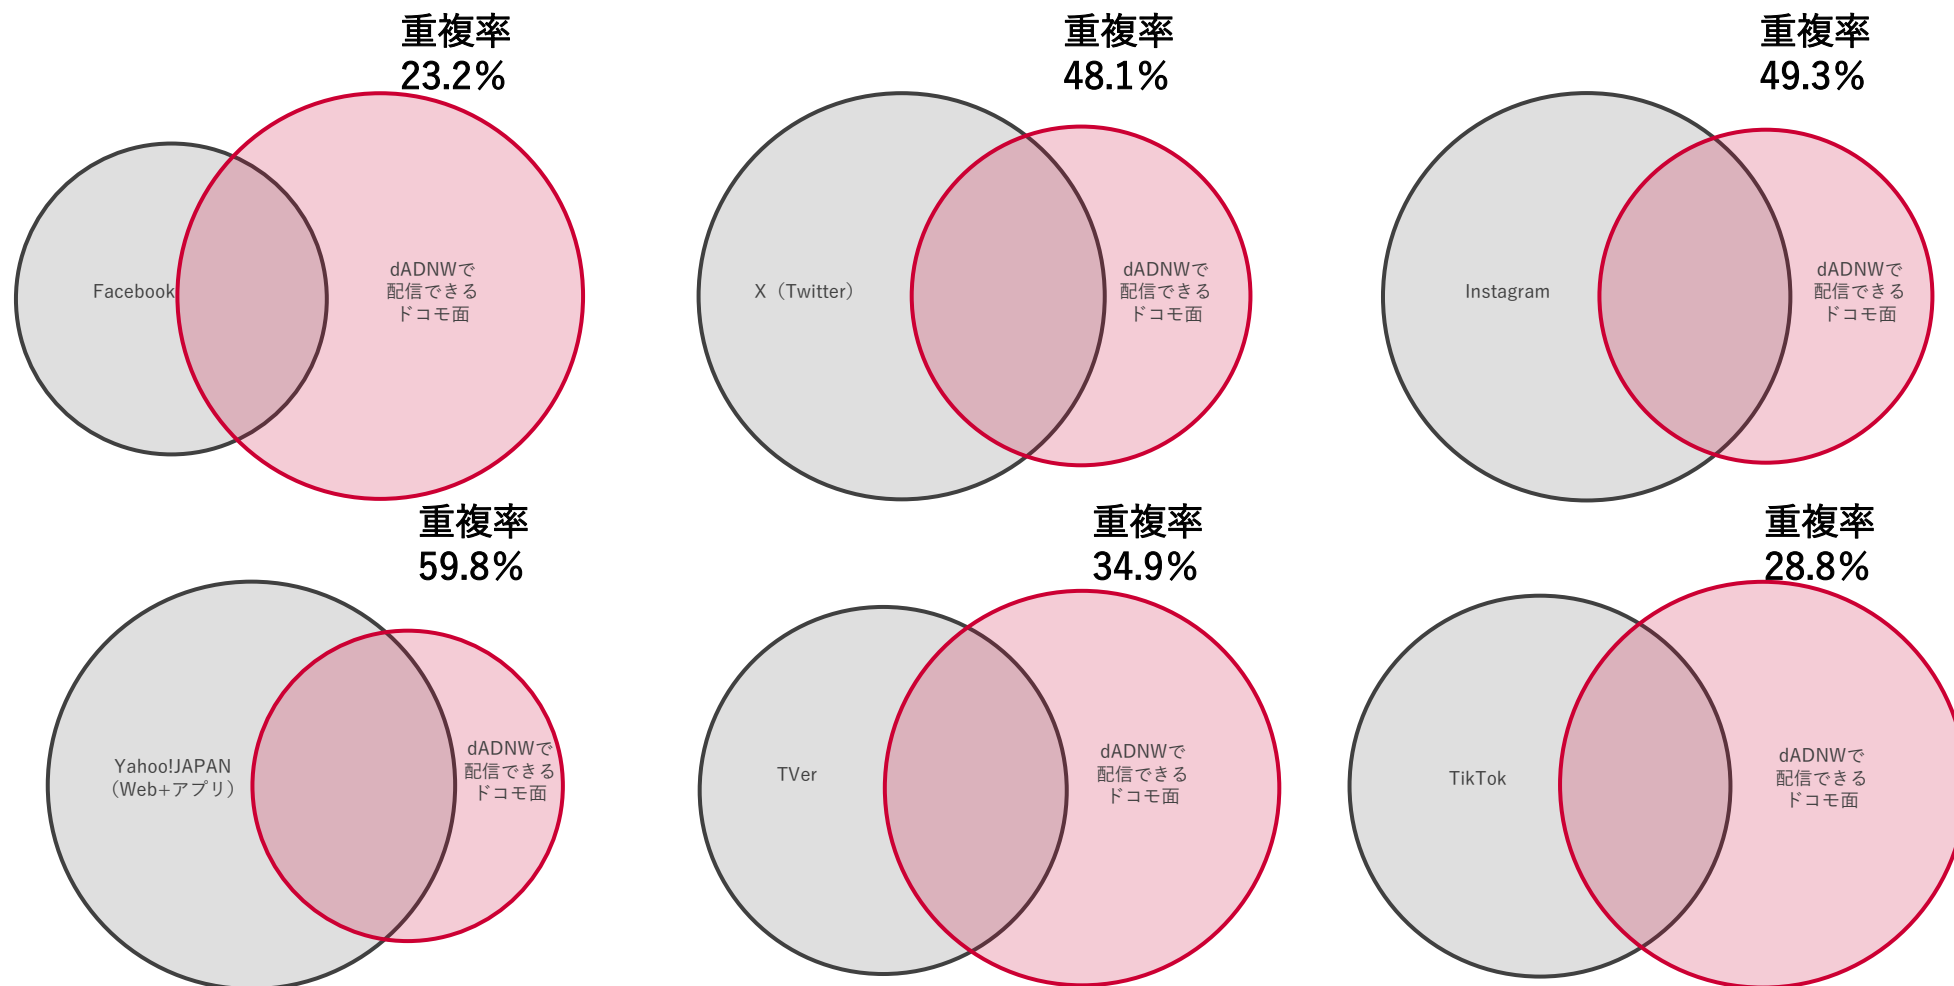 重複率
23.2%
Facebook
dADNWで
配信できる
ドコモ面
重複率
48.1%
X（Twitter）
dADNWで
配信できる
ドコモ面
重複率
49.3%
Instagram
dADNWで
配信できる
ドコモ面
重複率
59.8%
Yahoo!JAPAN
（Web+アプリ）
dADNWで
配信できる
ドコモ面
重複率
34.9%
TVer
dADNWで
配信できる
ドコモ面
重複率
28.8%
TikTok
dADNWで
配信できる
ドコモ面